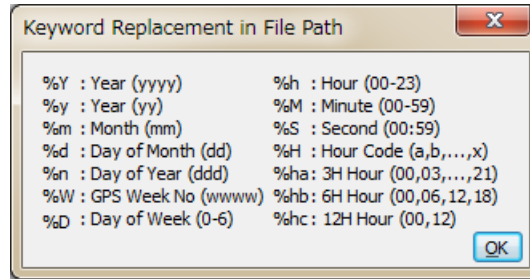 Keyword Replacement in File Path
%Y : Year (yyyy)
%y : Year (yy)
%m : Month (mm)
%d : Day of Month (dd)
%n : Day of Year (ddd)
%W : GPS Week No (wwww)
%D : Day of Week (0-6)
%h : Hour (00-23)
%M : Minute (00-59)
%S : Second (00:59)
%H : Hour Code (a,b,...,x)
%ha: 3H Hour (00,03,...,21)
%hb: 6H Hour (00,06,12,18)
%hc: 12H Hour (00,12)
OK